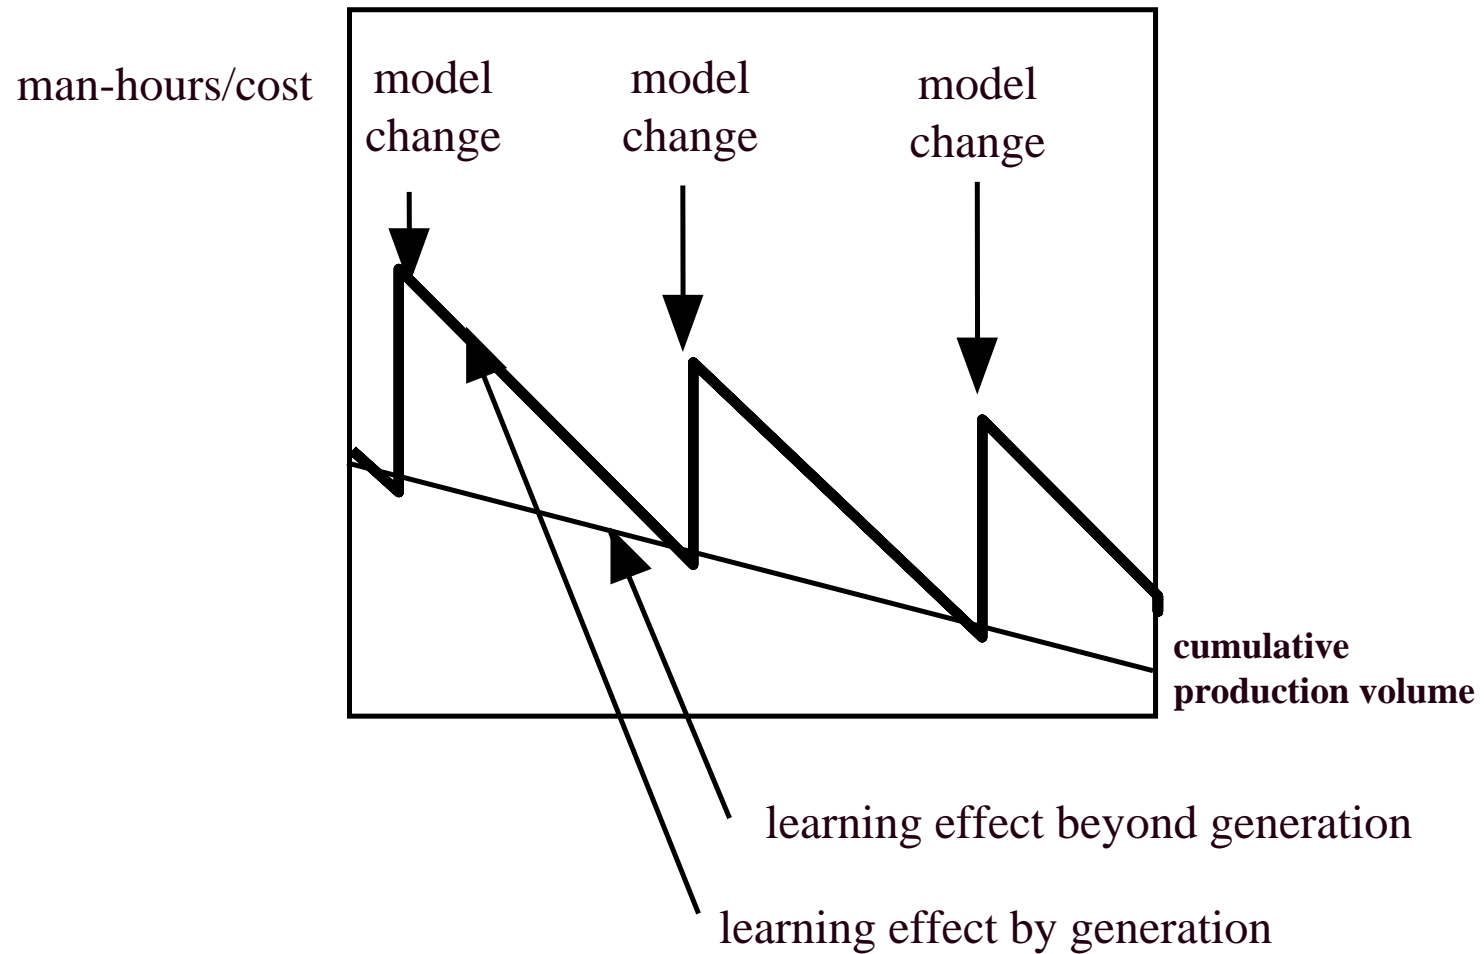 man-hours/cost
model
change
model
change
model
change
cumulative
production volume
learning effect beyond generation
learning effect by generation